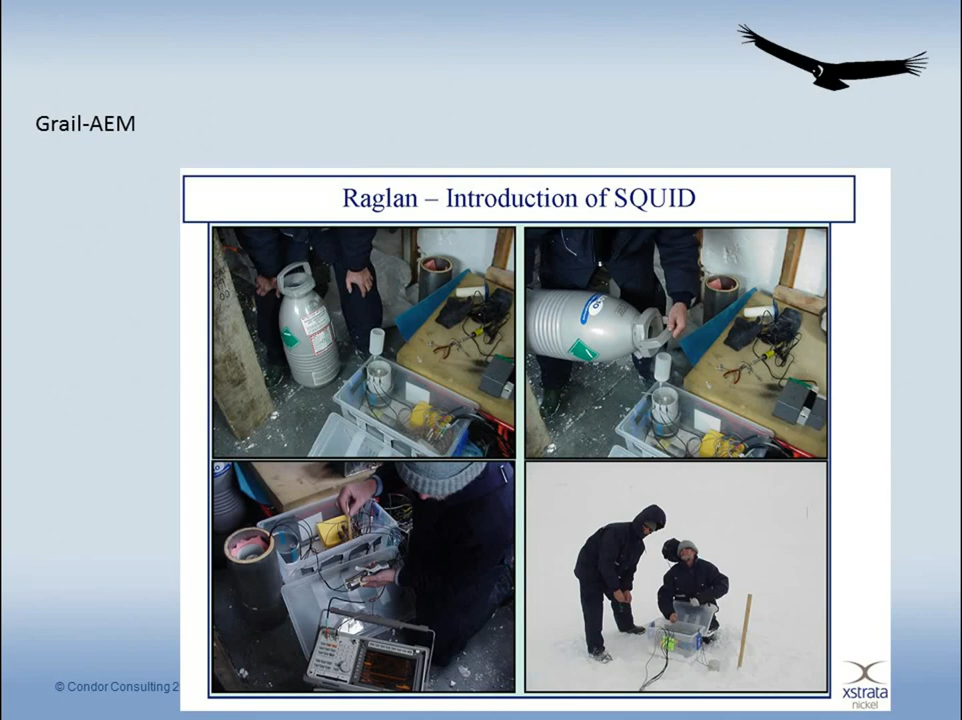 Grail-AEM
Raglan – Introduction of SQUID
© Condor Consulting 2
xstrata
nickel